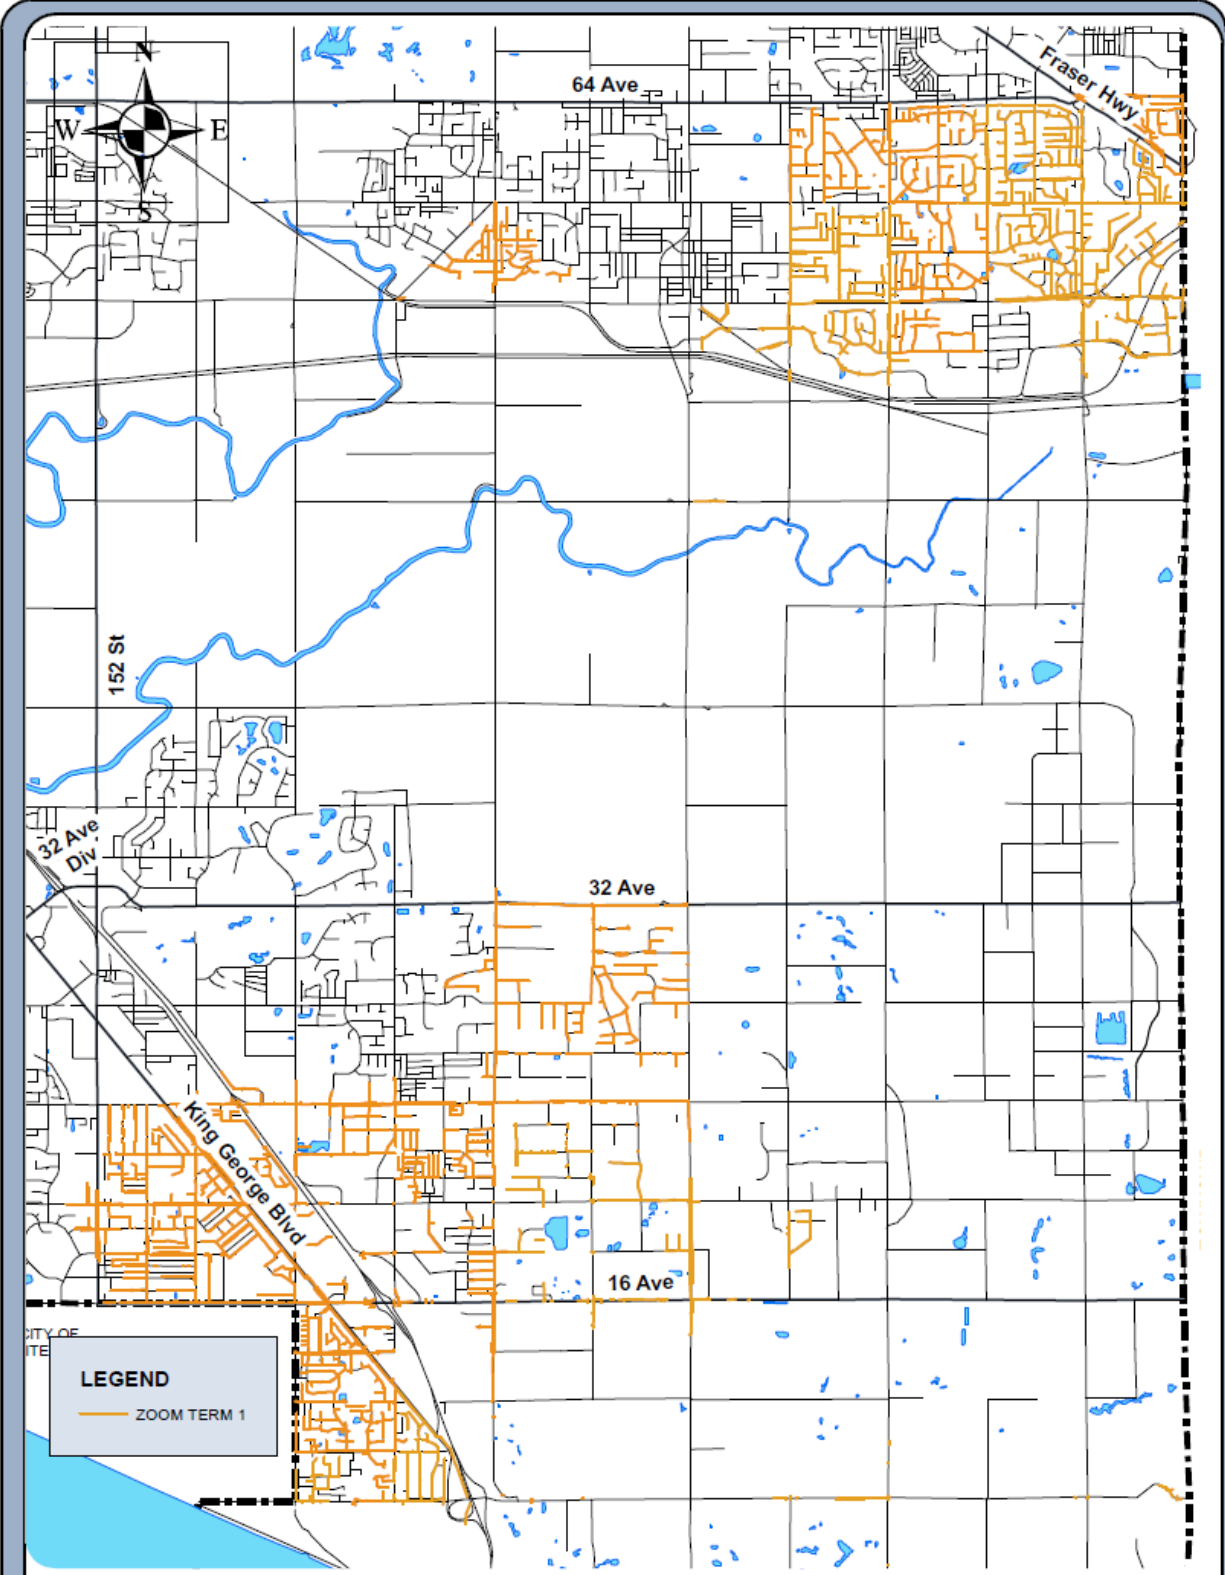 N
64 Ave
Fraser Hwy
W
E
S
152 St
32 Ave
Div
32 Ave
King George Blvd
16 Ave
CITY OF
ITE
LEGEND
ZOOM TERM 1